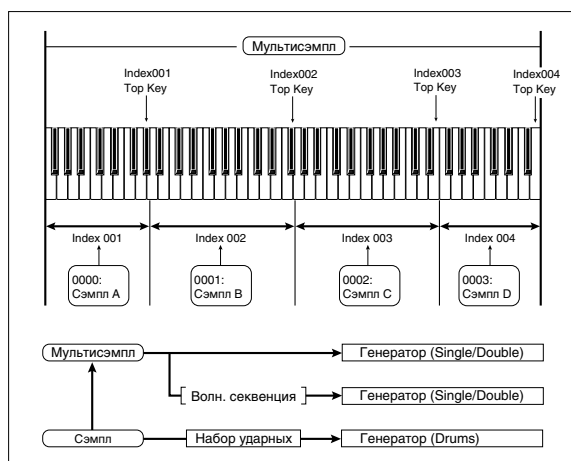 Мультисэмпл
Index001 Index002 Index003 Index004
Top Key Top Key Top Key Top Key
Index 001 Index 002 Index 003 Index 004
0000: 0001: 0002: 0003:
Сэмпл A Сэмпл B Сэмпл C Сэмпл D
Мультисэмпл Генератор (Single/Double)
Волн. секвенция Генератор (Single/Double)
Сэмпл Набор ударных Генератор (Drums)